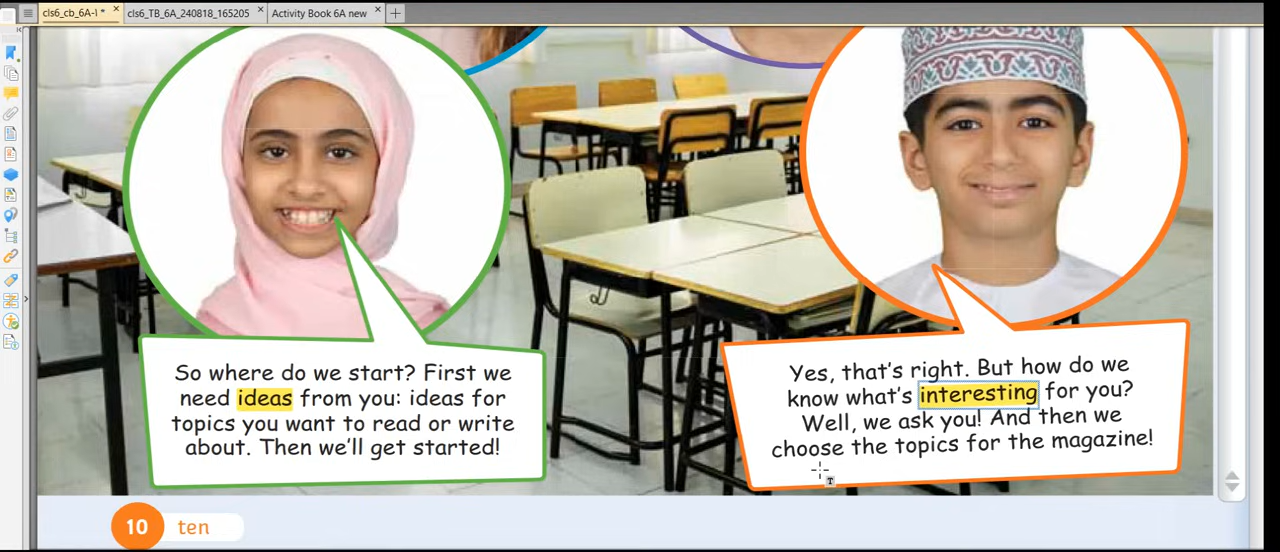 cls6_cb_6A-1 *
cls6_TB_6A_240818_165205
Activity Book 6A new
So where do we start? First we
need ideas from you: ideas for
topics you want to read or write
about. Then we'll get started!
Yes, that's right. But how do we
know what's interesting for you?
Well, we ask you! And then we
choose the topics for the magazine!
10 ten